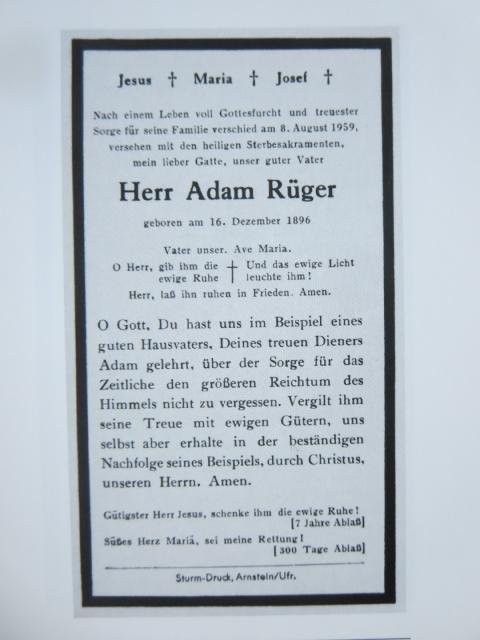 Jesus † Maria † Josef †
Nach einem Leben voll Gottesfurcht und treuester
Sorge für seine Familie verschied am 8. August 1959,
versehen mit den heiligen Sterbesakramenten,
mein lieber Gatte, unser guter Vater
Herr Adam Rüger
geboren am 16. Dezember 1896
Vater unser. Ave Maria.
O Herr, gib ihm die † Und das ewige Licht
ewige Ruhe leuchte ihm!
Herr, laß ihn ruhen in Frieden. Amen.
O Gott, Du hast uns im Beispiel eines
guten Hausvaters, Deines treuen Dieners
Adam gelehrt, über der Sorge für das
Zeitliche den größeren Reichtum des
Himmels nicht zu vergessen. Vergilt ihm
seine Treue mit ewigen Gütern, uns
selbst aber erhalte in der beständigen
Nachfolge seines Beispiels, durch Christus,
unseren Herrn. Amen.
Gütigster Herr Jesus, schenke ihm die ewige Ruhe!
[7 Jahre Ablaß]
Süßes Herz Mariä, sei meine Rettung!
[300 Tage Ablaß]
Sturm-Druck, Arnstein/Ufr.